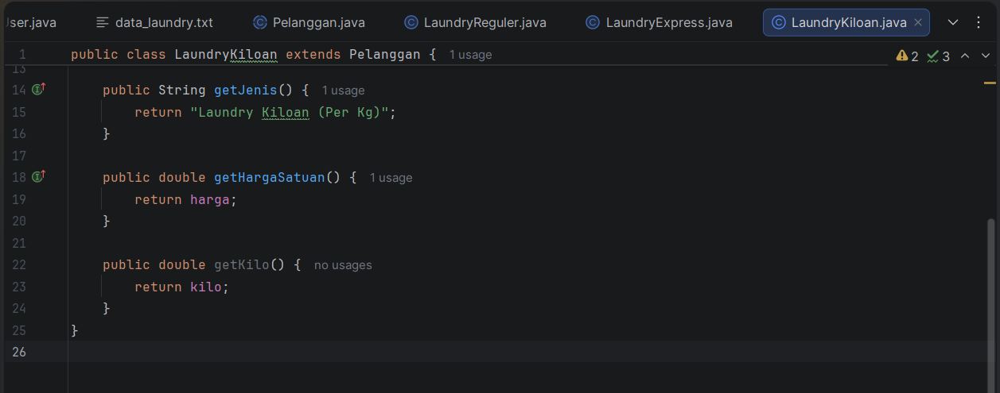 User.java data_laundry.txt Pelanggan.java LaundryReguler.java LaundryExpress.java LaundryKiloan.java
1 public class LaundryKiloan extends Pelanggan { 1 usage 2 3
13
14 public String getJenis() { 1 usage
15 return "Laundry Kiloan (Per Kg)";
16 }
17
18 public double getHargaSatuan() { 1 usage
19 return harga;
20 }
21
22 public double getKilo() { no usages
23 return kilo;
24 }
25 }
26